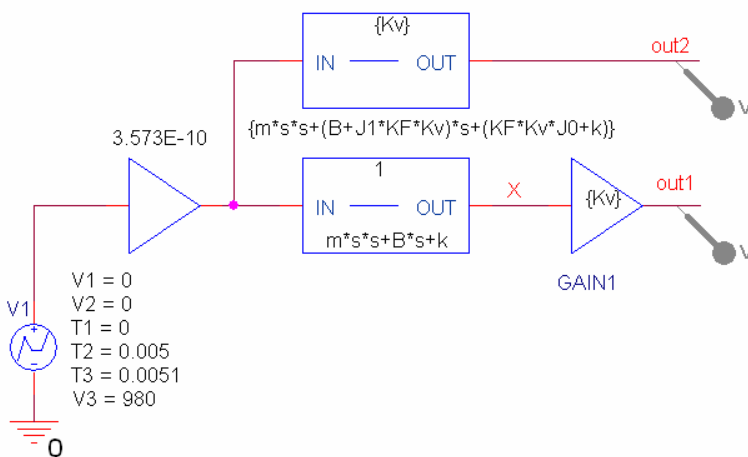 {Kv}
out2
IN OUT
V
{m*s*s+(B+J1*KF*Kv)*s+(KF*Kv*J0+k)}
3.573E-10
1
X
{Kv}
out1
IN OUT
m*s*s+B*s+k
V
GAIN1
V1
V1 = 0
V2 = 0
T1 = 0
T2 = 0.005
T3 = 0.0051
V3 = 980
0